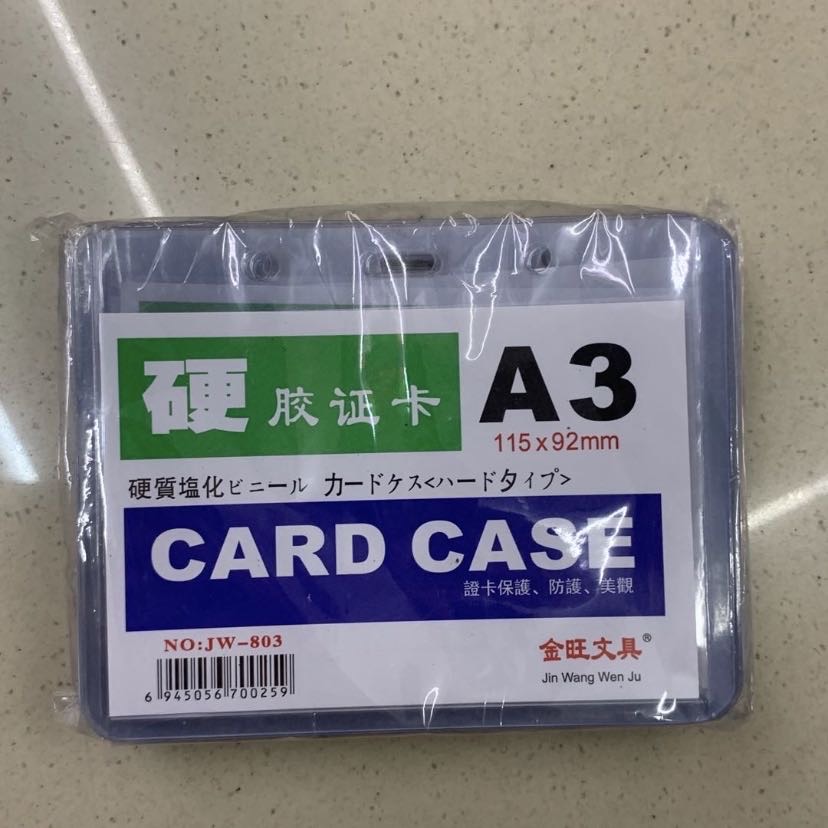 硬胶证卡
A3
115x92mm
硬質塩化ビニール カードケス<ハードタイプ>
CARD CASE
證卡保護、防護、美觀
NO:JW-803
金旺文具®
6 945056 700259
Jin Wang Wen Ju